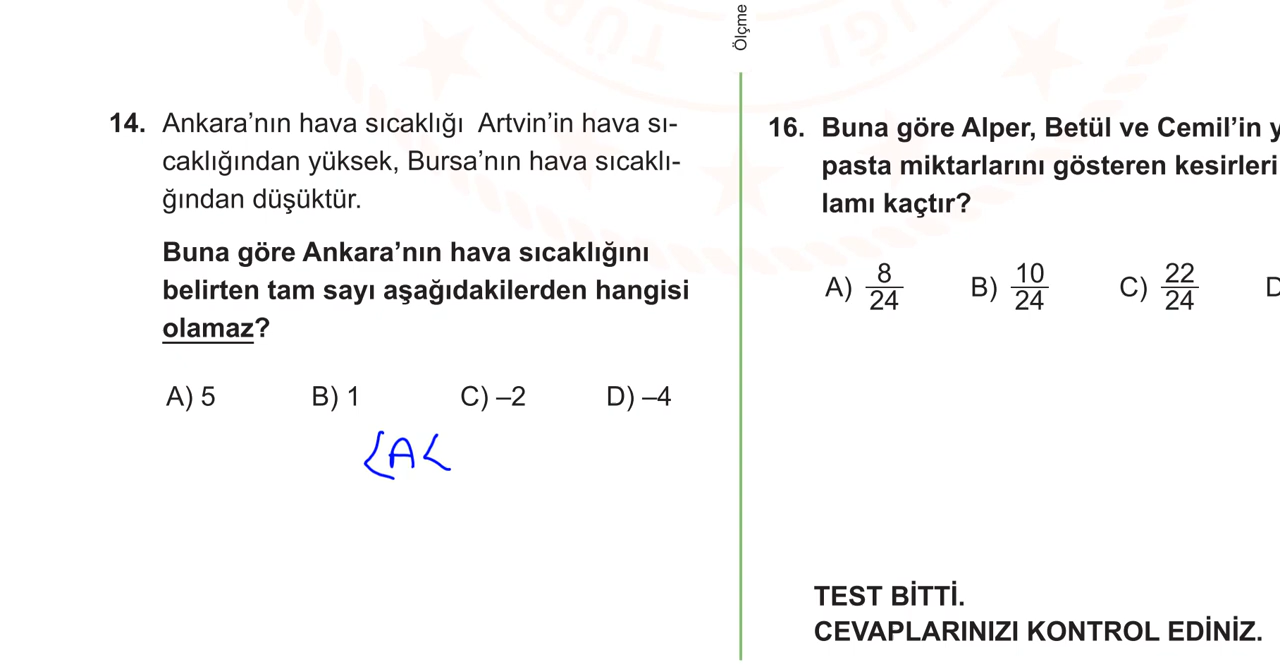 Ölçme
14. Ankara’nın hava sıcaklığı Artvin’in hava sı-
caklığından yüksek, Bursa’nın hava sıcaklı-
ğından düşüktür.
Buna göre Ankara’nın hava sıcaklığını
belirten tam sayı aşağıdakilerden hangisi
olamaz?
A) 5 B) 1 C) –2 D) –4
<A<
16. Buna göre Alper, Betül ve Cemil’in y
pasta miktarlarını gösteren kesirleri
lamı kaçtır?
A) 8/24 B) 10/24 C) 22/24 D
TEST BİTTİ.
CEVAPLARINIZI KONTROL EDİNİZ.